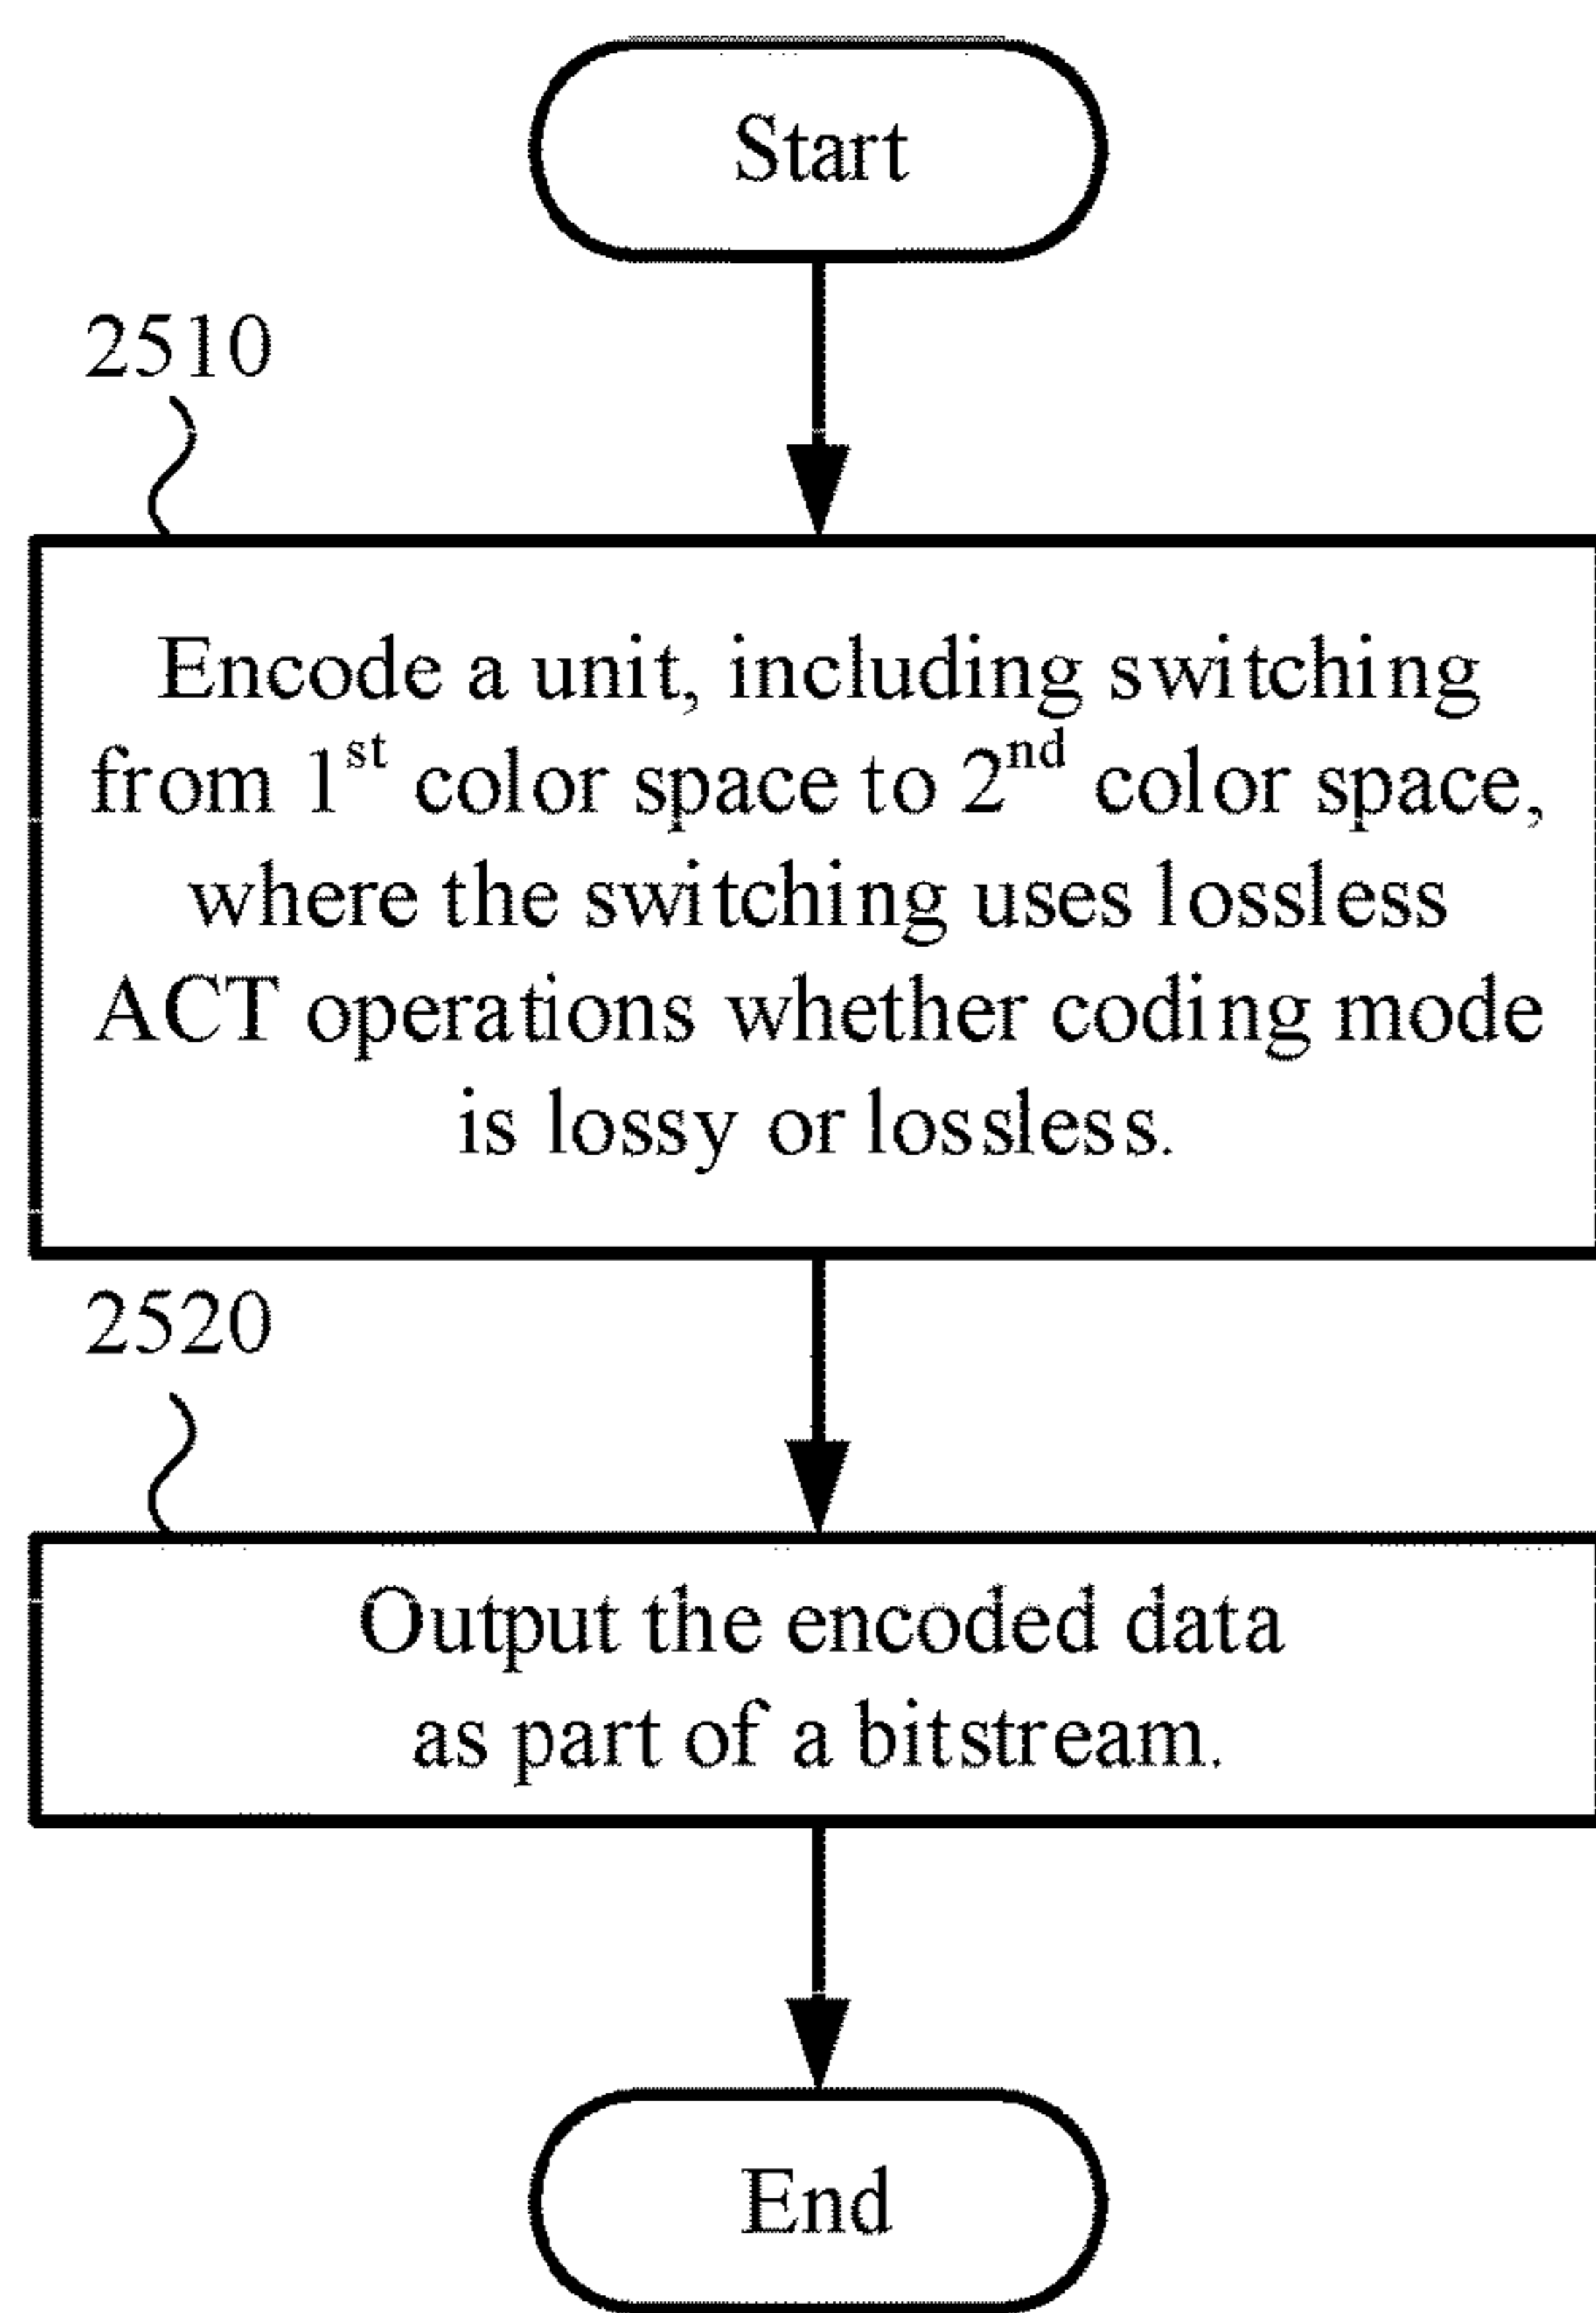 Start
2510
Encode a unit, including switching
from 1st color space to 2nd color space,
where the switching uses lossless
ACT operations whether coding mode
is lossy or lossless.
2520
Output the encoded data
as part of a bitstream.
End